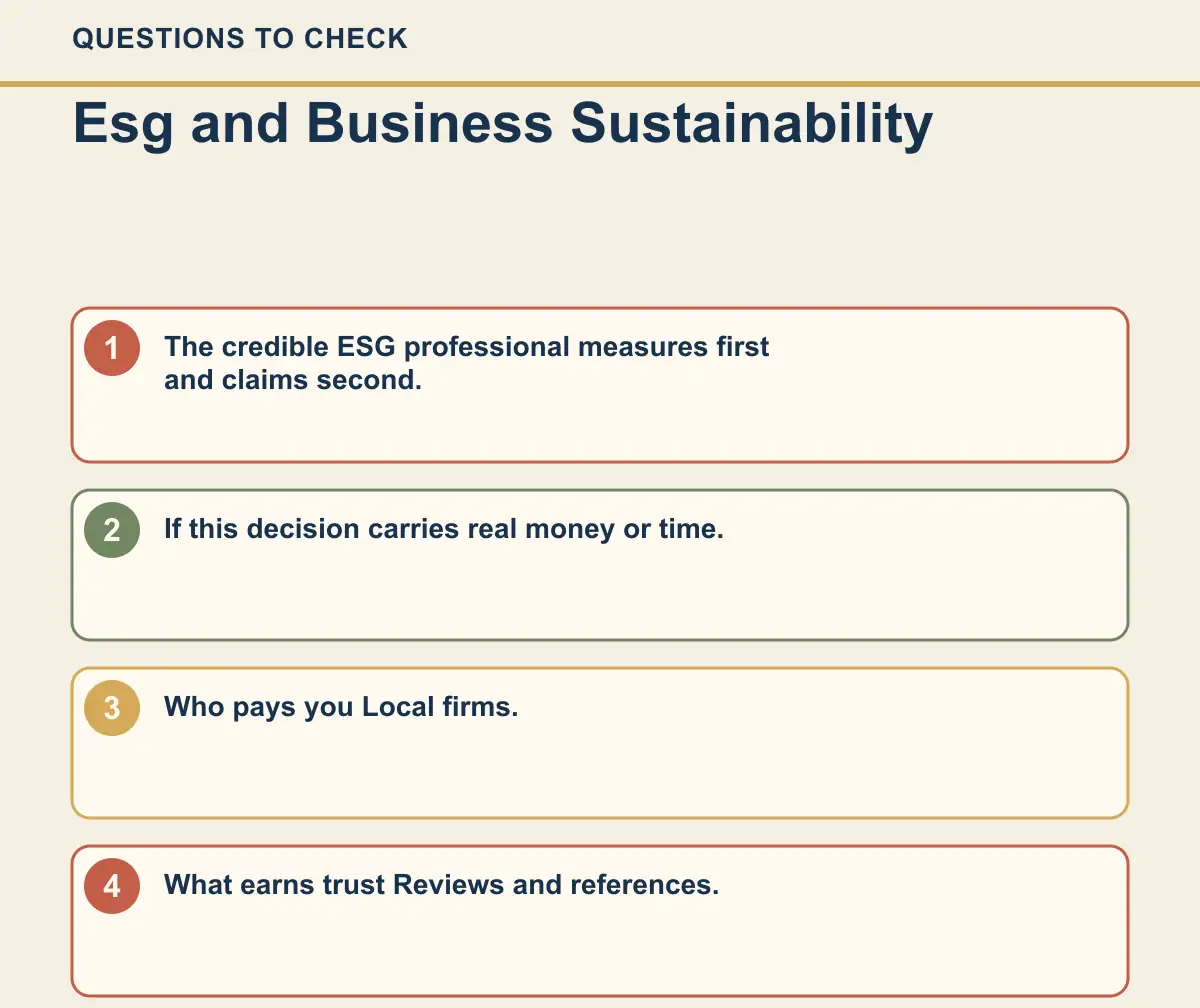 QUESTIONS TO CHECK
Esg and Business Sustainability
1
The credible ESG professional measures first
and claims second.
2
If this decision carries real money or time.
3
Who pays you Local firms.
4
What earns trust Reviews and references.